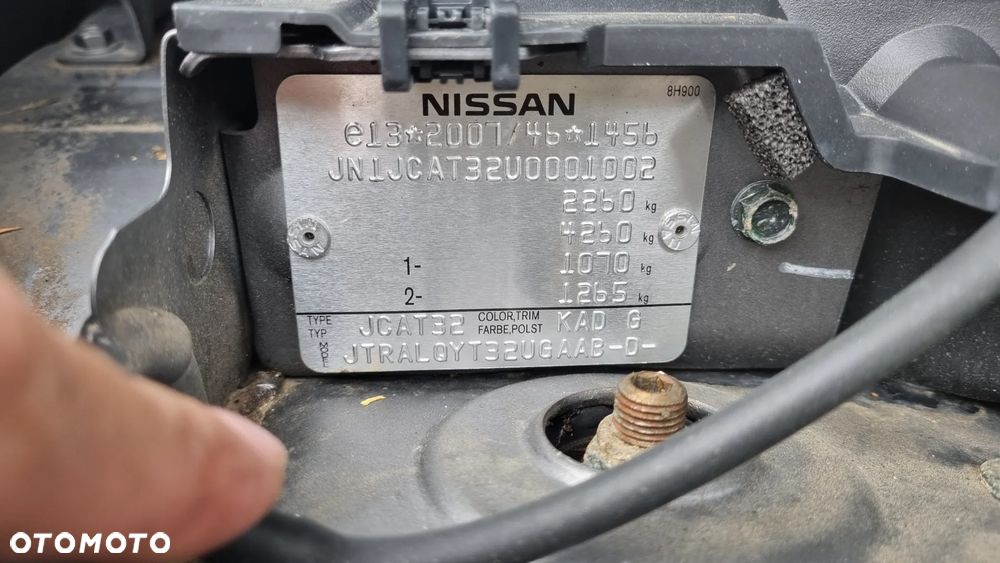 8H900
NISSAN
e13*2007/46*1456
JN1JCAT32U0001002
2260 kg
4260 kg
1- 1070 kg
2- 1265 kg
TYPE TYP JCAT32 COLOR,TRIM FARBE,POLST KAD G
MODELE JTRALQYT32UGAAB-D-
OTOMOTO